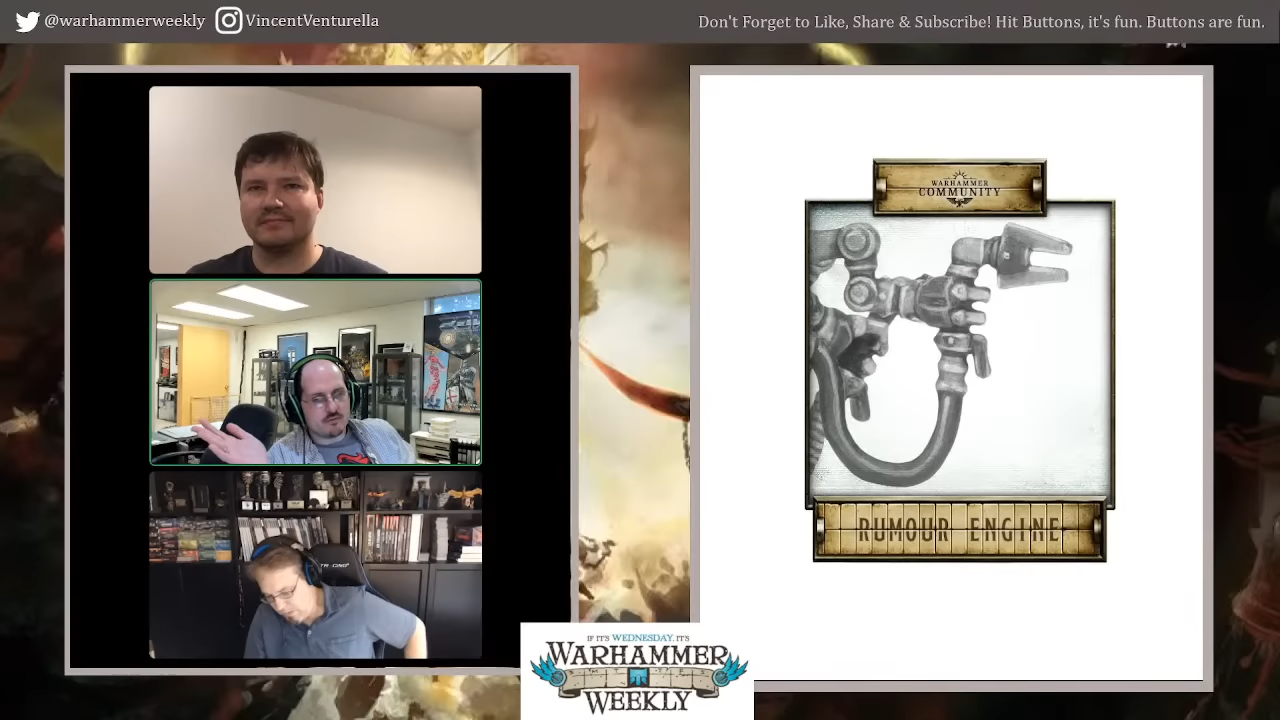 @warhammerweekly VincentVenturella
Don't Forget to Like, Share & Subscribe! Hit Buttons, it's fun. Buttons are fun.
WARHAMMER
COMMUNITY
RUMOUR ENGINE
IF IT'S WEDNESDAY, IT'S
WARHAMMER
WEEKLY